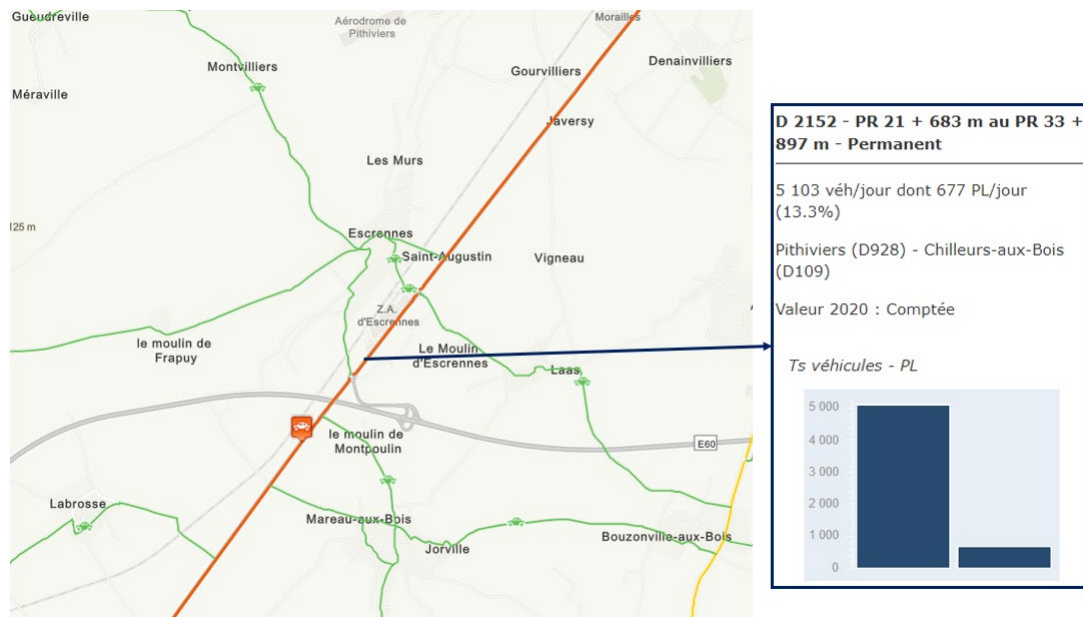 Gueudreville
Aérodrome de
Pithiviers
Morailles
Montvilliers
Gourvilliers
Denainvilliers
Méraville
Javersy
Les Murs
125 m
Escrennes
Saint-Augustin
Vigneau
Z.A.
d'Escrennes
le moulin de
Frapuy
Le Moulin
d'Escrennes
Laas
le moulin de
Montpoulin
E60
Labrosse
Mareau-aux-Bois
Jorville
Bouzonville-aux-Bois
D 2152 - PR 21 + 683 m au PR 33 +
897 m - Permanent
5 103 véh/jour dont 677 PL/jour
(13.3%)
Pithiviers (D928) - Chilleurs-aux-Bois
(D109)
Valeur 2020 : Comptée
Ts véhicules - PL
5 000
4 000
3 000
2 000
1 000
0